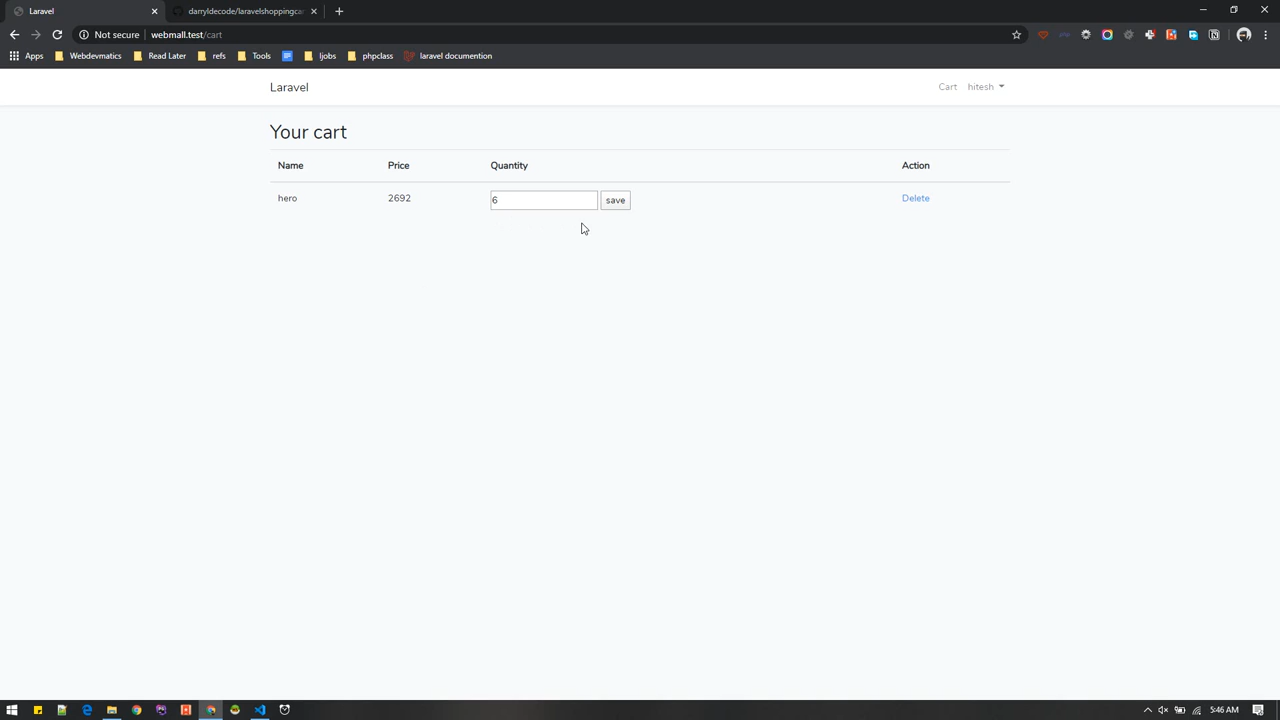 Laravel
darryldecode/laravelshoppingcar
Not secure
webmall.test/cart
Apps
Webdevmatics
Read Later
refs
Tools
ljobs
phpclass
laravel documention
Laravel
Cart
hitesh
Your cart
Name Price Quantity Action
hero 2692 6 save Delete
5:46 AM